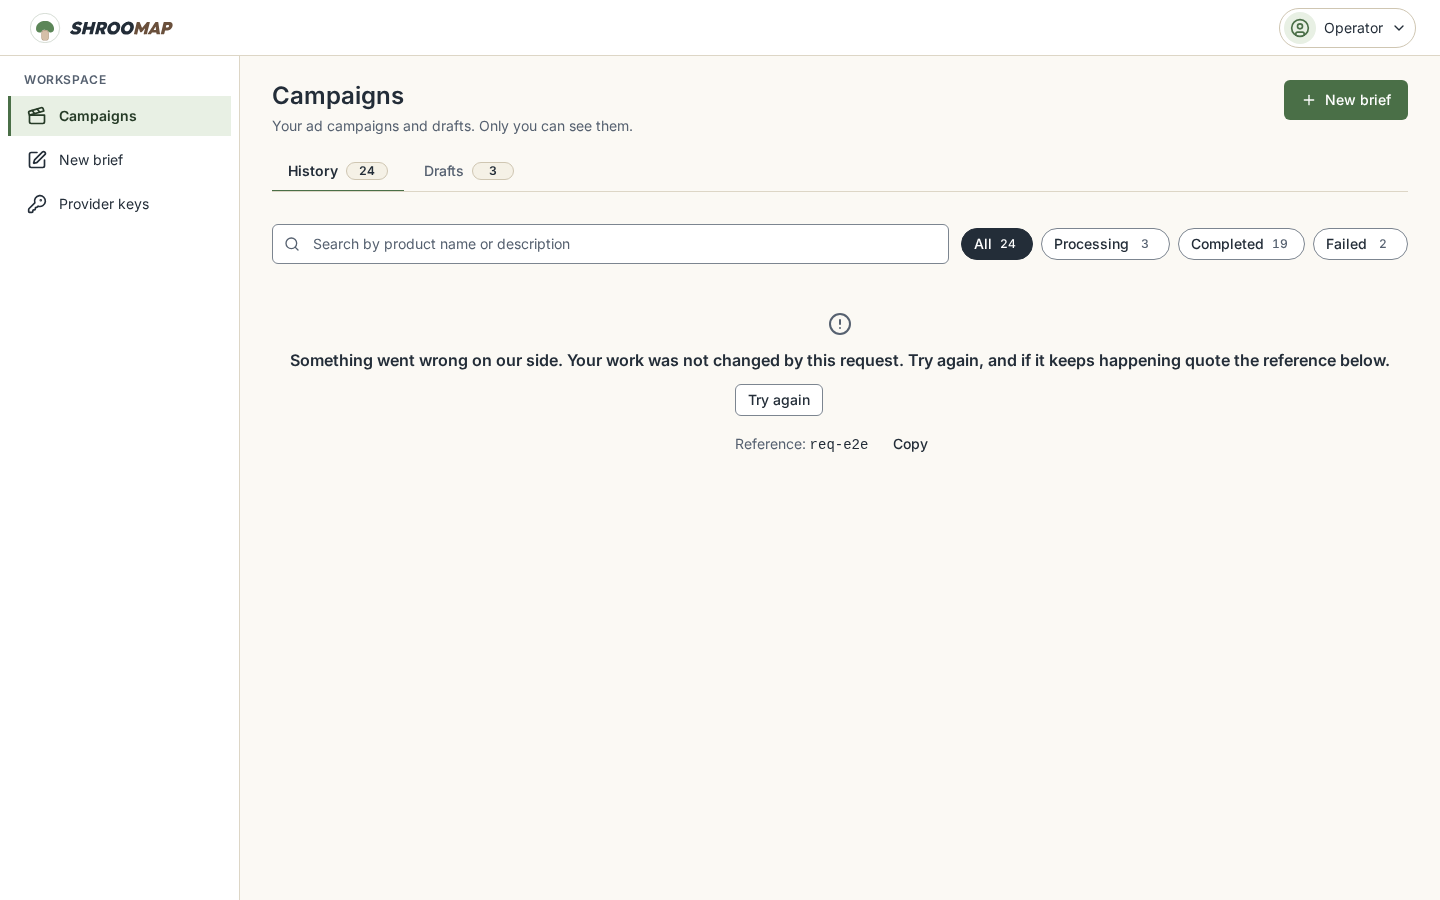 SHROOMAP
Operator
WORKSPACE
Campaigns
New brief
Provider keys
Campaigns
Your ad campaigns and drafts. Only you can see them.
New brief
History 24
Drafts 3
Search by product name or description
All 24
Processing 3
Completed 19
Failed 2
Something went wrong on our side. Your work was not changed by this request. Try again, and if it keeps happening quote the reference below.
Try again
Reference: req-e2e
Copy